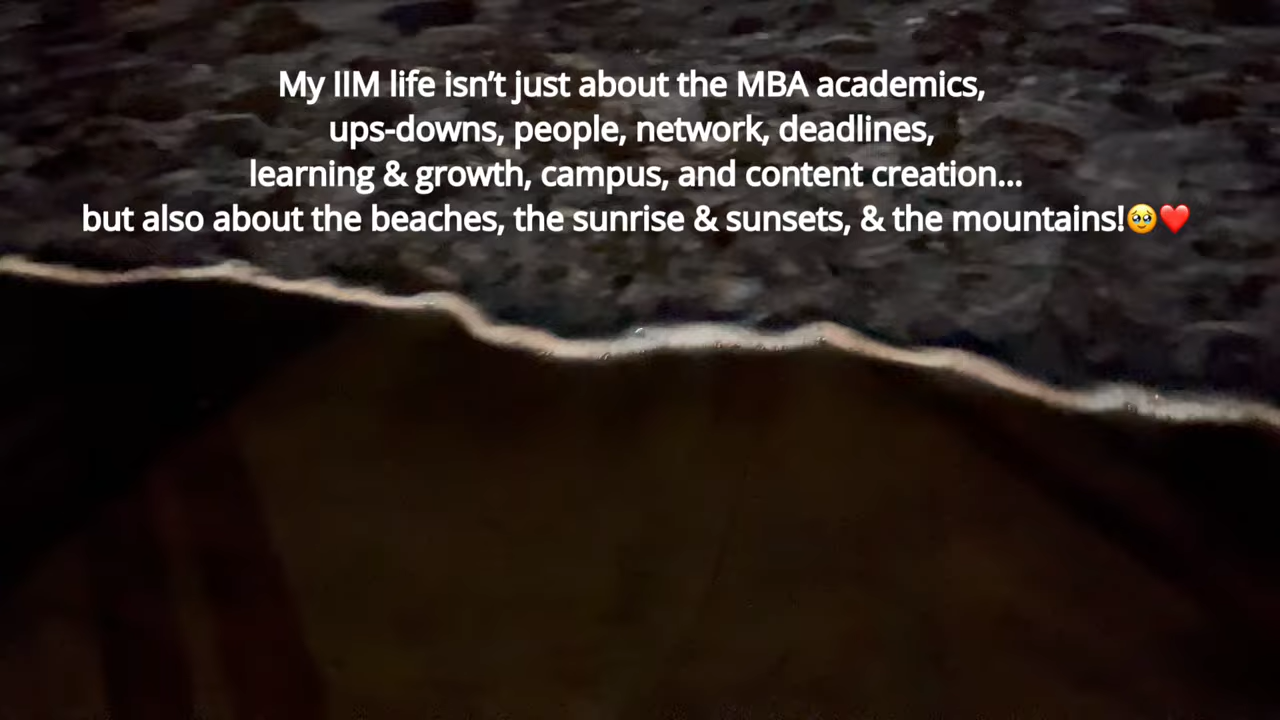 My IIM life isn’t just about the MBA academics,
ups-downs, people, network, deadlines,
learning & growth, campus, and content creation...
but also about the beaches, the sunrise & sunsets, & the mountains!🥹❤️